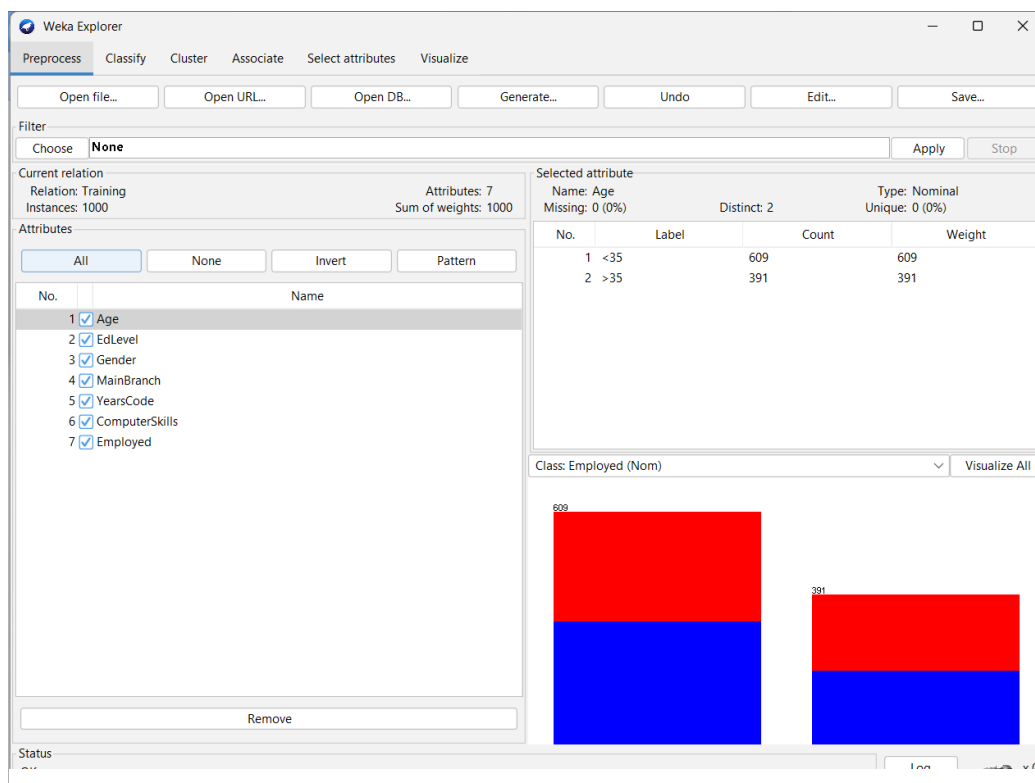 Weka Explorer
Preprocess Classify Cluster Associate Select attributes Visualize
Open file... Open URL... Open DB... Generate... Undo Edit... Save...
Filter
Choose None Apply Stop
Current relation
Relation: Training Attributes: 7
Instances: 1000 Sum of weights: 1000
Attributes
All None Invert Pattern
No. Name
1 Age
2 EdLevel
3 Gender
4 MainBranch
5 YearsCode
6 ComputerSkills
7 Employed
Remove
Selected attribute
Name: Age Type: Nominal
Missing: 0 (0%) Distinct: 2 Unique: 0 (0%)
No. Label Count Weight
1 <35 609 609
2 >35 391 391
Class: Employed (Nom) Visualize All
609
391
Status
Log